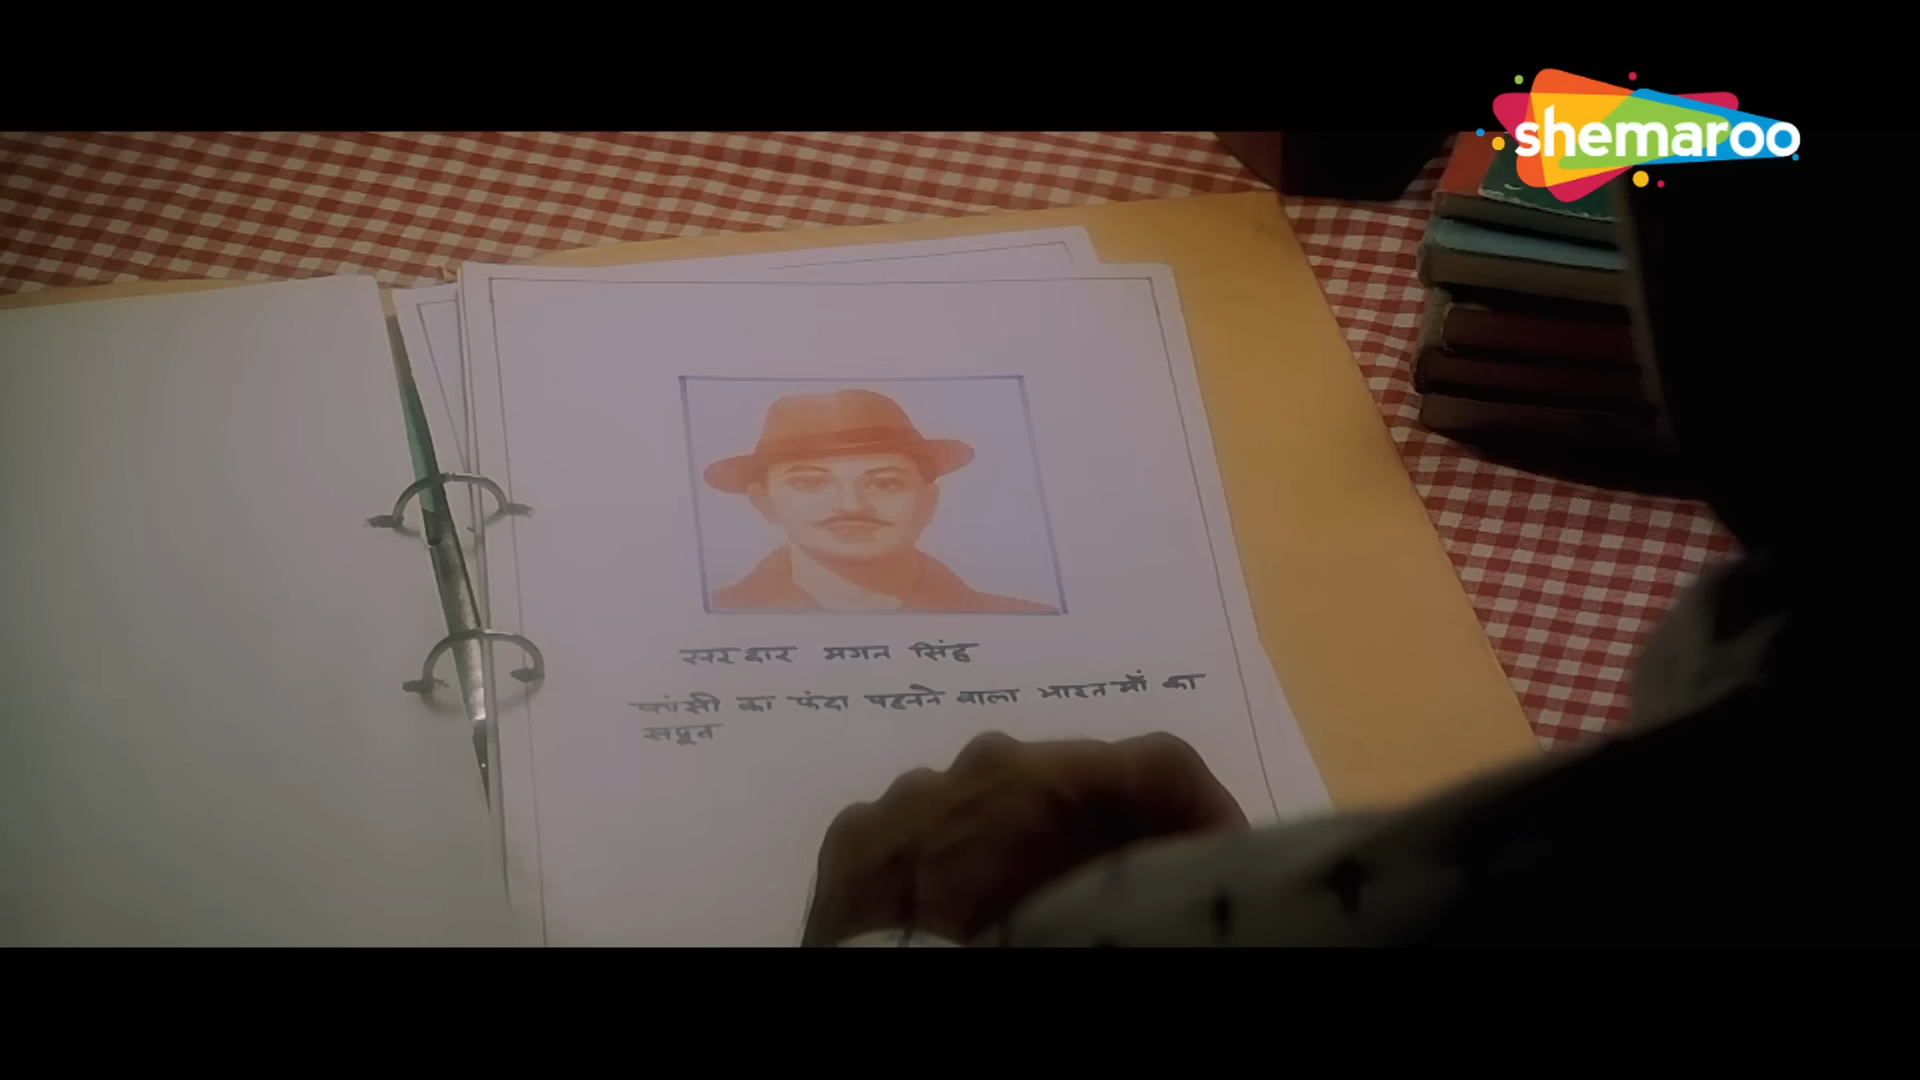 shemaroo
सरदार भगत सिंह
फांसी का फंदा पहनने वाला भारत माँ का
सपूत